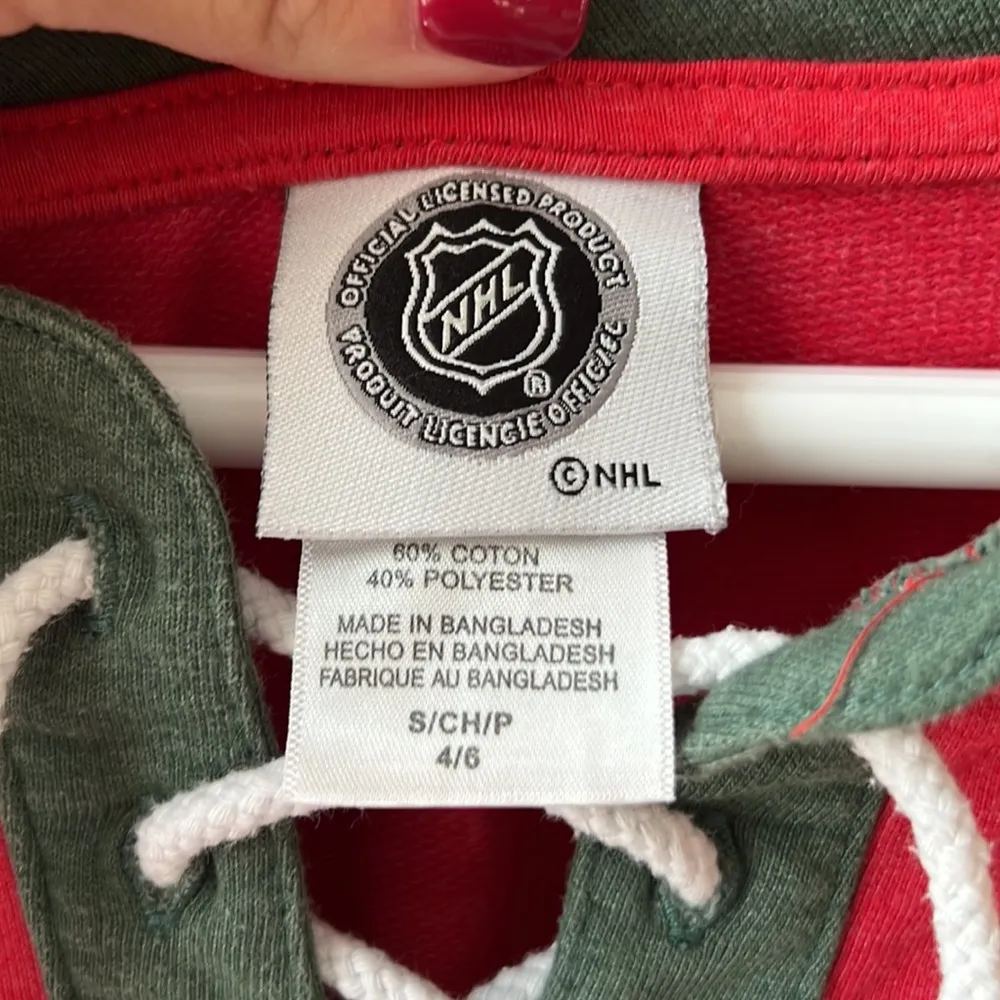 OFFICIAL LICENSED PRODUCT
NHL
®
PRODUIT LICENCIE OFFICIEL
© NHL
60% COTON
40% POLYESTER
MADE IN BANGLADESH
HECHO EN BANGLADESH
FABRIQUE AU BANGLADESH
S/CH/P
4/6